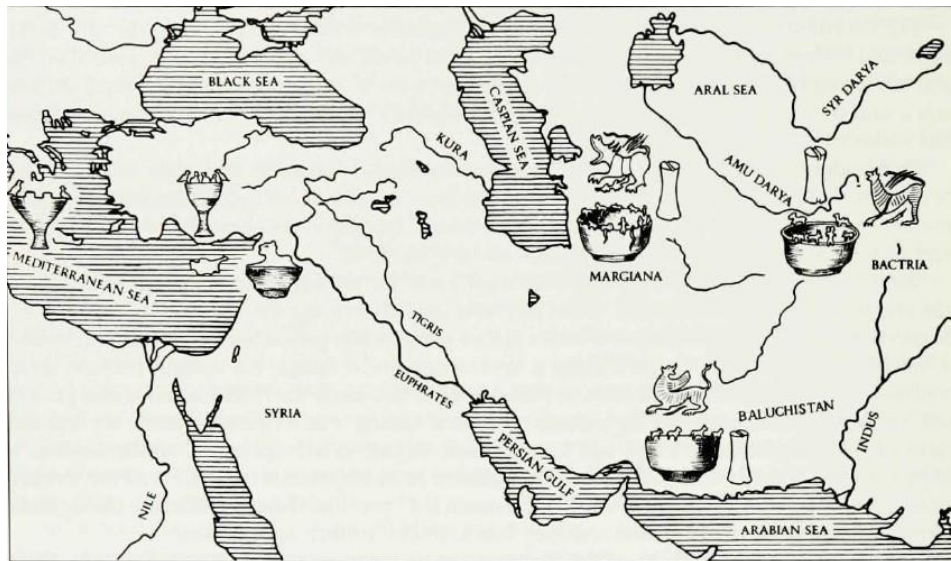 BLACK SEA
CASPIAN SEA
ARAL SEA
SYR DARYA
KURA
AMU DARYA
MEDITERRANEAN SEA
MARGIANA
BACTRIA
TIGRIS
EUPHRATES
SYRIA
BALUCHISTAN
INDUS
PERSIAN GULF
NILE
ARABIAN SEA